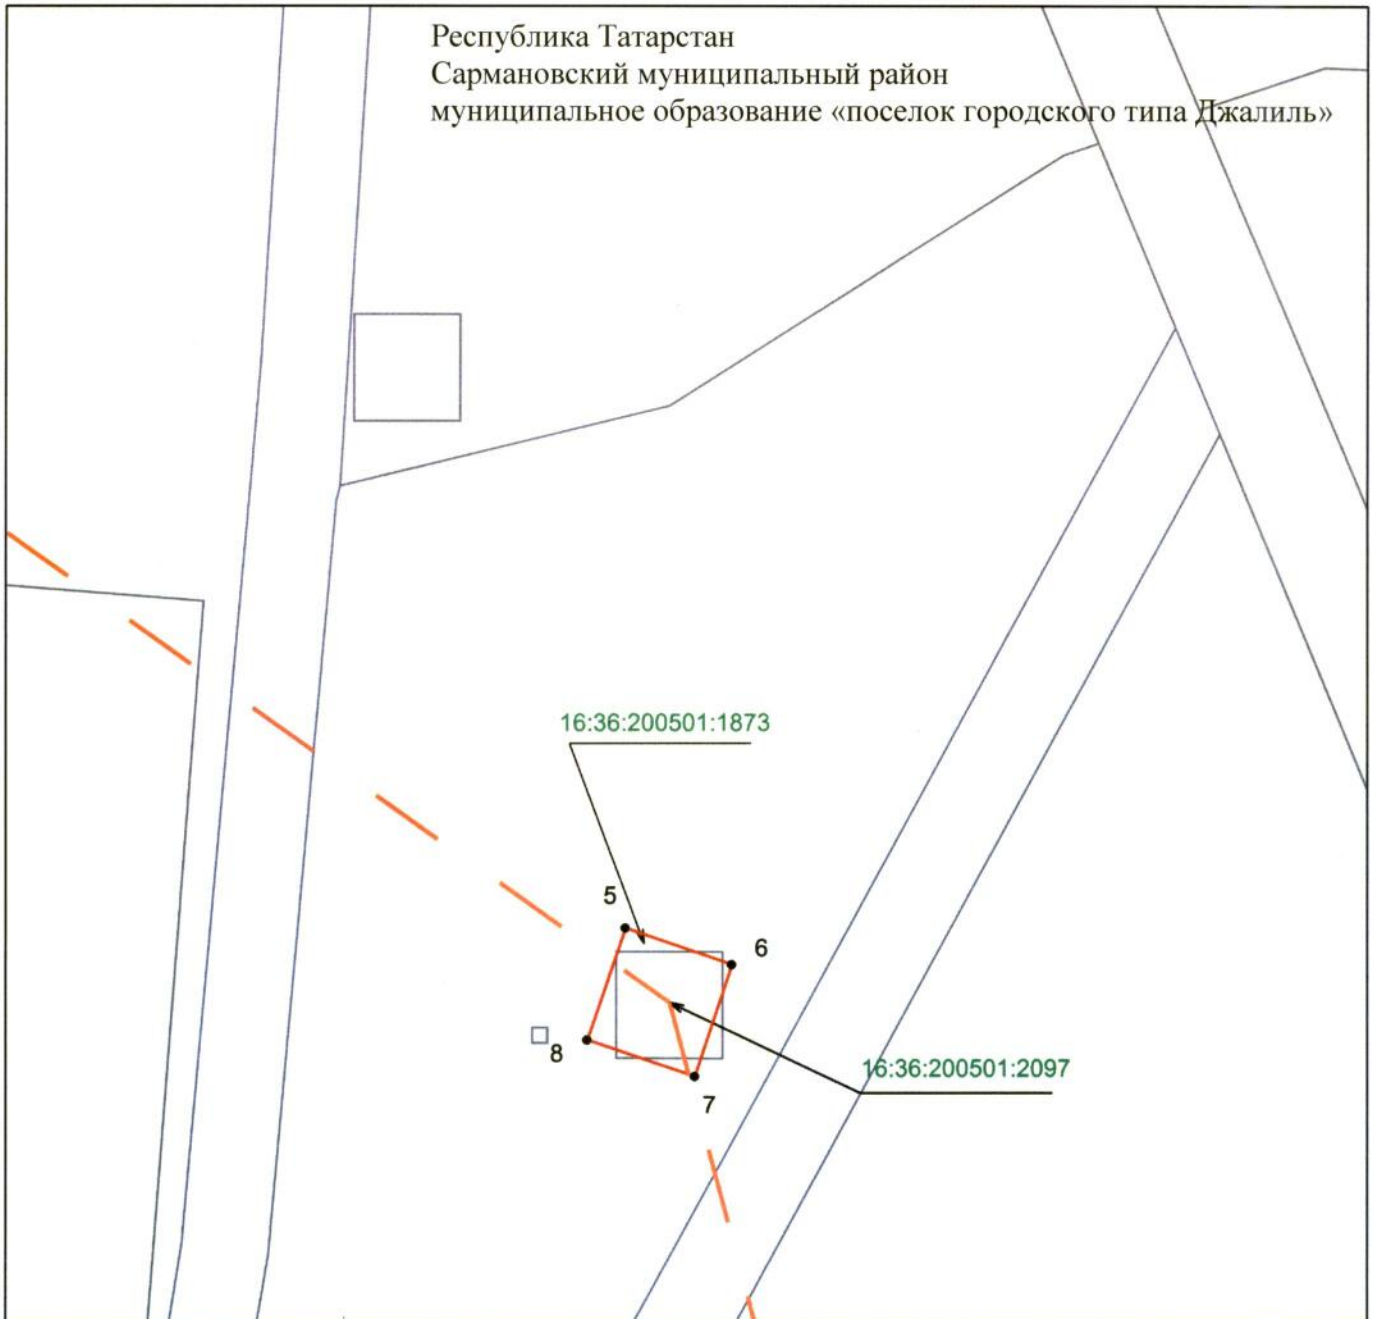 Республика Татарстан
Сармановский муниципальный район
муниципальное образование «поселок городского типа Джалиль»
16:36:200501:1873
5
6
8
16:36:200501:2097
7